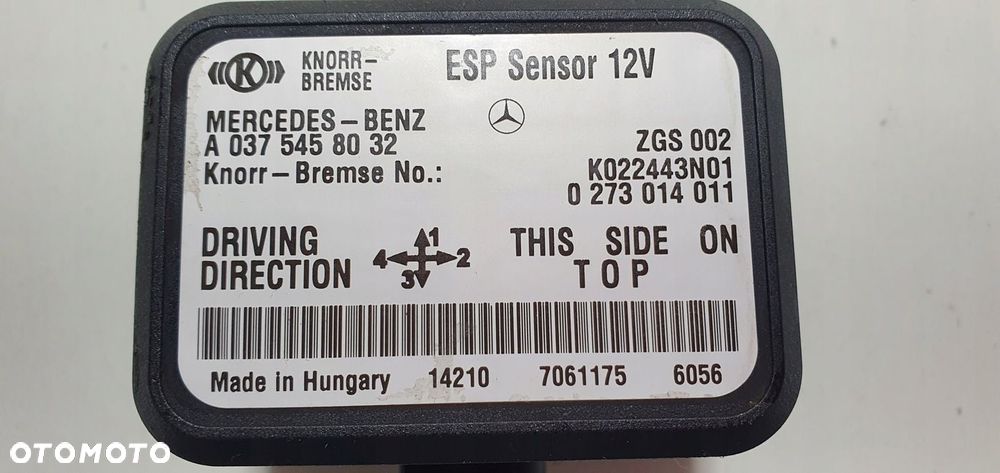 K KNORR-
BREMSE
ESP Sensor 12V
MERCEDES-BENZ
A 037 545 80 32
ZGS 002
Knorr-Bremse No.:
K022443N01
0 273 014 011
DRIVING
DIRECTION
1
4 2
3
THIS SIDE ON
TOP
Made in Hungary 14210 7061175 6056
OTOMOTO